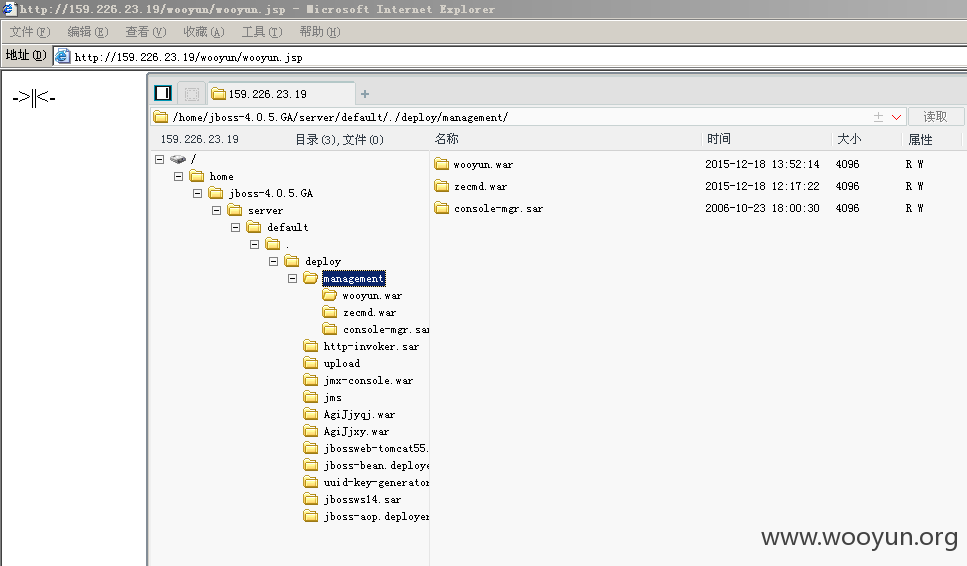 http://159.226.23.19/wooyun/wooyun.jsp - Microsoft Internet Explorer
文件(F) 编辑(E) 查看(V) 收藏(A) 工具(T) 帮助(H)
地址(D) http://159.226.23.19/wooyun/wooyun.jsp
->||<-
159.226.23.19 +
/home/jboss-4.0.5.GA/server/default/./deploy/management/ 读取
159.226.23.19 目录(3),文件(0) 名称 时间 大小 属性
/
home
jboss-4.0.5.GA
server
default
.
deploy
management
wooyun.war
zecmd.war
console-mgr.sar
http-invoker.sar
upload
jmx-console.war
jms
AgiJjyqj.war
AgiJjxy.war
jbossweb-tomcat55.
jboss-bean.deploye
uuid-key-generator
jbossws14.sar
jboss-aop.deployer
wooyun.war 2015-12-18 13:52:14 4096 R W
zecmd.war 2015-12-18 12:17:22 4096 R W
console-mgr.sar 2006-10-23 18:00:30 4096 R W
www.wooyun.org